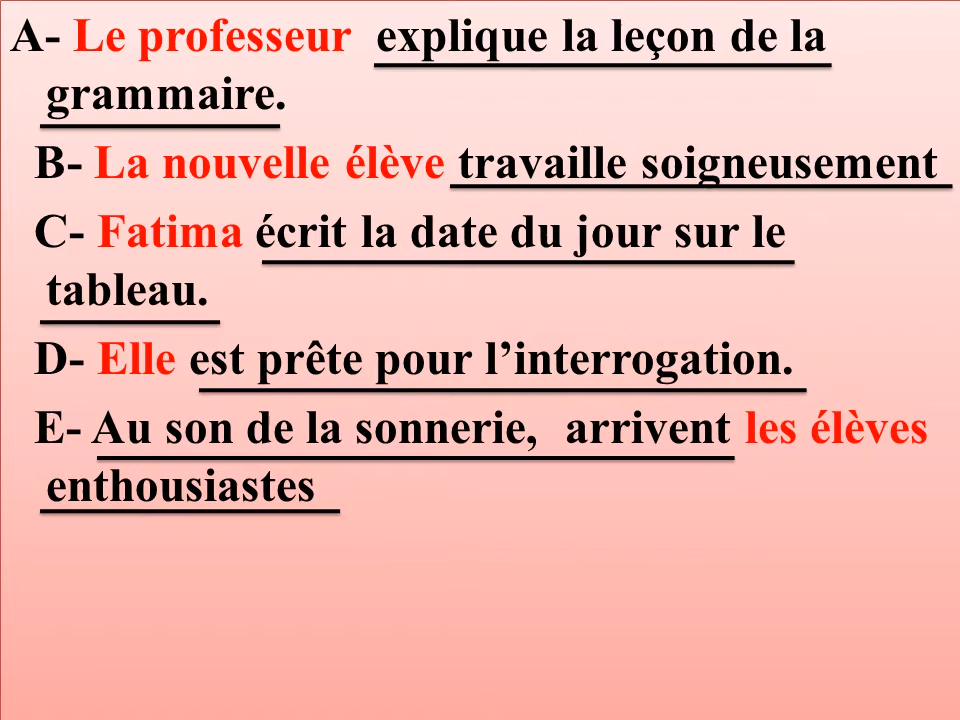 A- Le professeur explique la leçon de la
grammaire.
B- La nouvelle élève travaille soigneusement
C- Fatima écrit la date du jour sur le
tableau.
D- Elle est prête pour l’interrogation.
E- Au son de la sonnerie, arrivent les élèves
enthousiastes